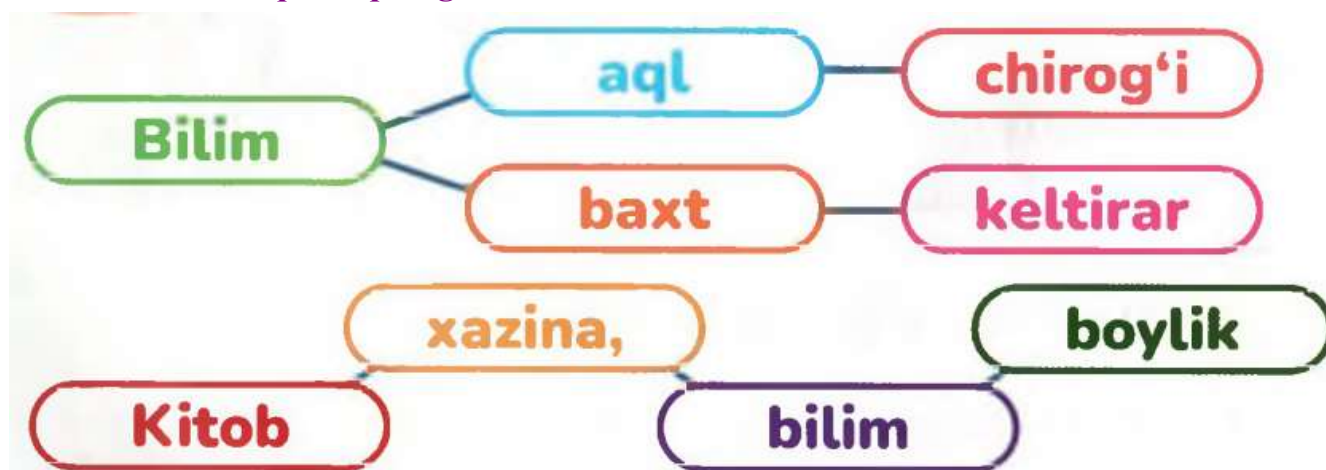 Bilim
aql
chirog‘i
baxt
keltirar
xazina,
boylik
Kitob
bilim